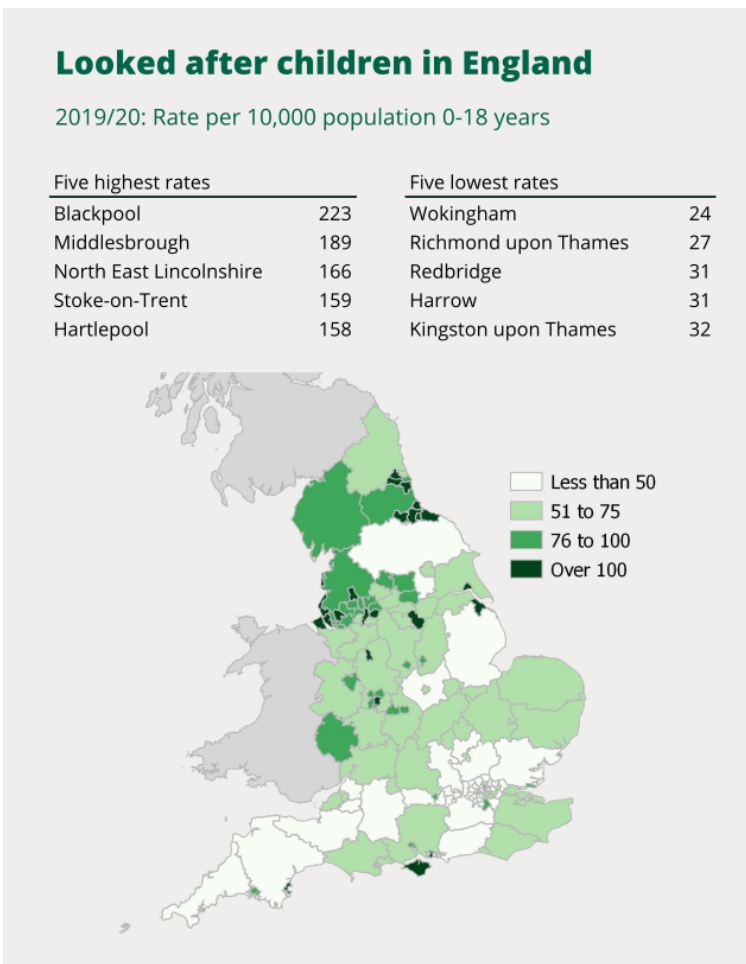 Looked after children in England
2019/20: Rate per 10,000 population 0-18 years
Five highest rates
Blackpool 223
Middlesbrough 189
North East Lincolnshire 166
Stoke-on-Trent 159
Hartlepool 158
Five lowest rates
Wokingham 24
Richmond upon Thames 27
Redbridge 31
Harrow 31
Kingston upon Thames 32
Less than 50
51 to 75
76 to 100
Over 100